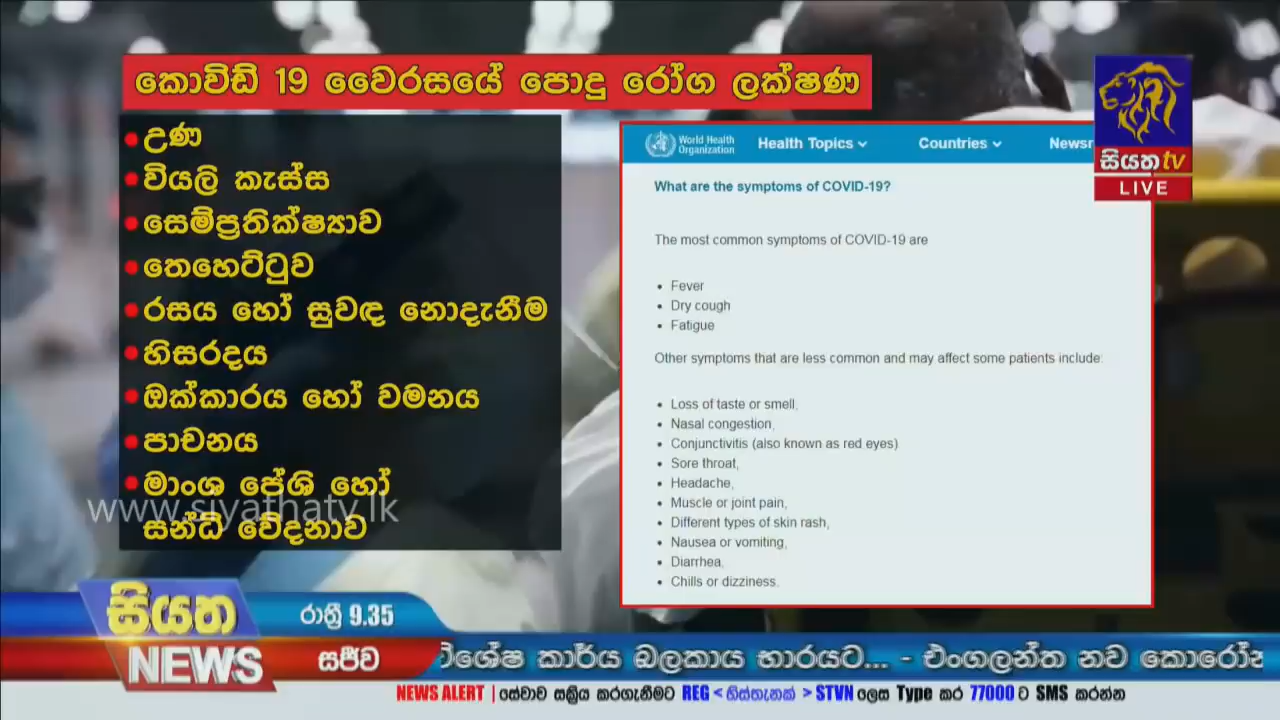 කොවිඩ් 19 වෛරසයේ පොදු රෝග ලක්ෂණ
උණ
වියලි කැස්ස
සෙම්ප්‍රතික්ෂ්‍යාව
තෙහෙට්ටුව
රසය හෝ සුවඳ නොදැනීම
හිසරදය
ඔක්කාරය හෝ වමනය
පාචනය
මාංශ පේශි හෝ
සන්ධි වේදනාව
www.siyathatv.lk
World Health
Organization
Health Topics
Countries
What are the symptoms of COVID-19?
The most common symptoms of COVID-19 are
Fever
Dry cough
Fatigue
Other symptoms that are less common and may affect some patients include:
Loss of taste or smell,
Nasal congestion,
Conjunctivitis (also known as red eyes)
Sore throat,
Headache,
Muscle or joint pain,
Different types of skin rash,
Nausea or vomiting,
Diarrhea,
Chills or dizziness.
සියත tv
LIVE
සියත
NEWS
රාත්‍රී 9.35
සජීව
විශේෂ කාර්ය බලකාය භාරයට... - එංගලන්ත නව
NEWS ALERT | සේවාව සක්‍රිය කරගැනීමට REG < හිස්තැනක් > STVN ලෙස Type කර 77000 ට SMS කරන්න